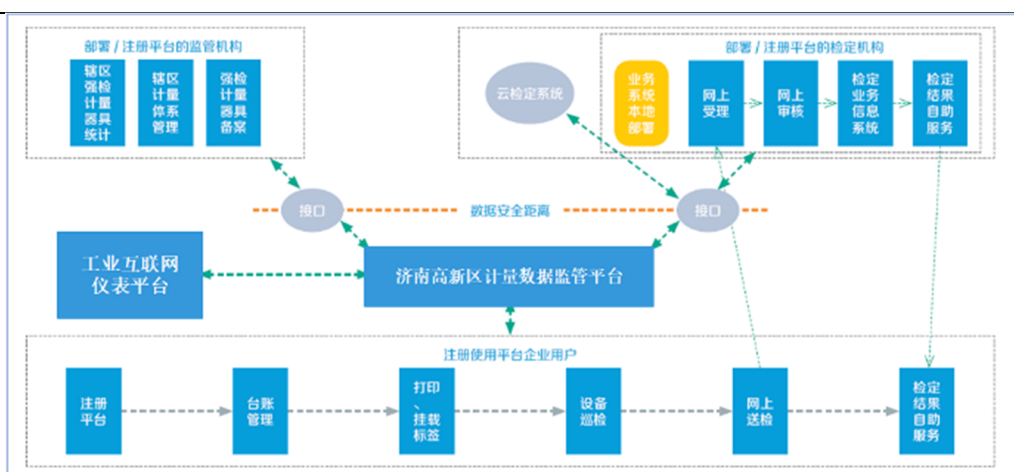 部署/注册平台的监管机构
辖区
强检
计量
器具
统计
辖区
计量
体系
管理
强检
计量
器具
备案
部署/注册平台的检定机构
云检定系统
业务
系统
本地
部署
网上
受理
网上
审核
检定
业务
信息
系统
检定
结果
自助
服务
接口
数据安全距离
接口
工业互联网
仪表平台
济南高新区计量数据监管平台
注册使用平台企业用户
注册
平台
台账
管理
打印
、
挂载
标签
设备
巡检
网上
送检
检定
结果
自助
服务